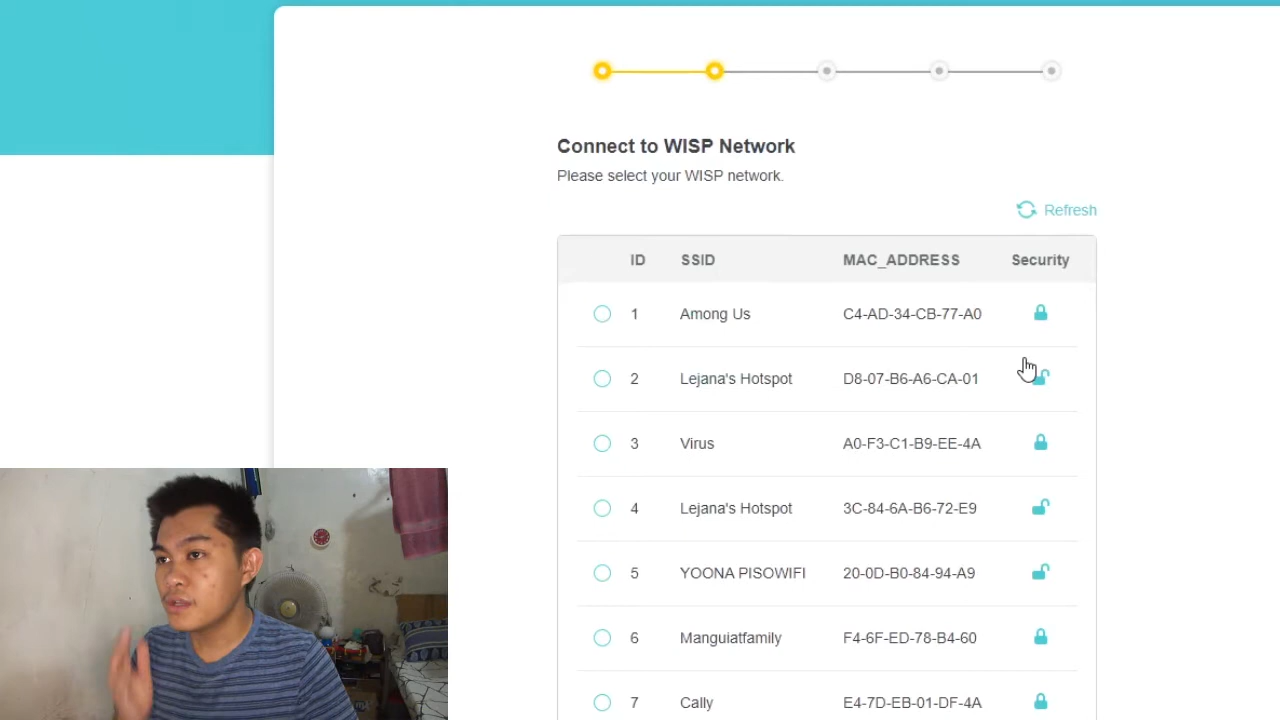 Connect to WISP Network
Please select your WISP network.
Refresh
ID SSID MAC_ADDRESS Security
1 Among Us C4-AD-34-CB-77-A0
2 Lejana's Hotspot D8-07-B6-A6-CA-01
3 Virus A0-F3-C1-B9-EE-4A
4 Lejana's Hotspot 3C-84-6A-B6-72-E9
5 YOONA PISOWIFI 20-0D-B0-84-94-A9
6 Manguiatfamily F4-6F-ED-78-B4-60
7 Cally E4-7D-EB-01-DF-4A